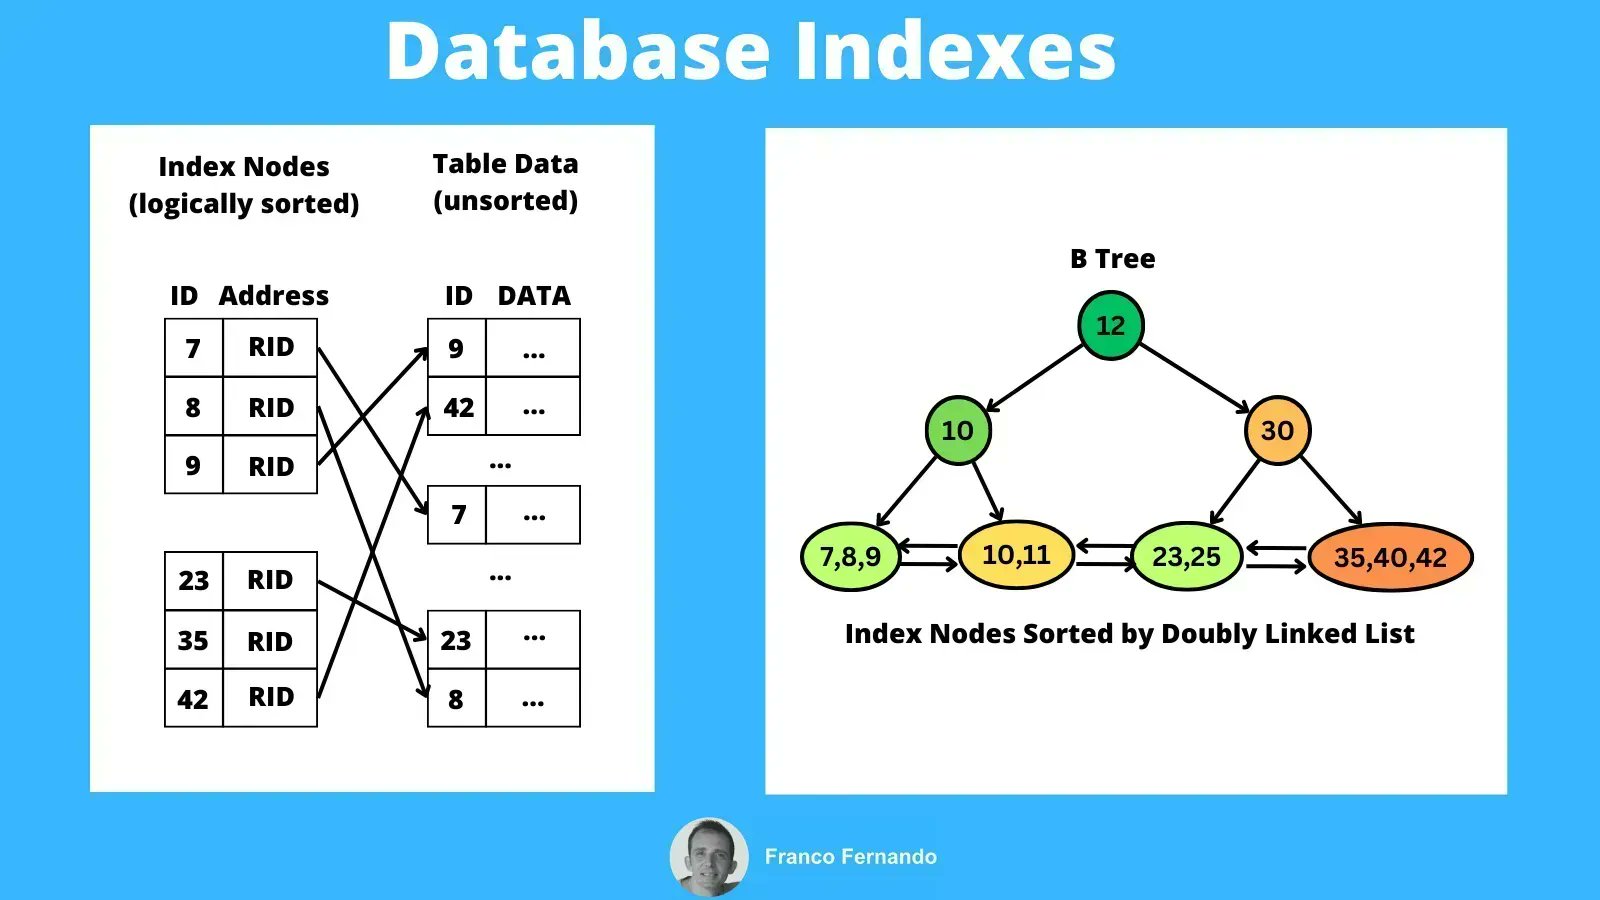 Database Indexes
Index Nodes
(logically sorted)
Table Data
(unsorted)
ID Address
7 RID
8 RID
9 RID
23 RID
35 RID
42 RID
ID DATA
9 ...
42 ...
...
7 ...
...
23 ...
8 ...
B Tree
12
10
30
7,8,9
10,11
23,25
35,40,42
Index Nodes Sorted by Doubly Linked List
Franco Fernando